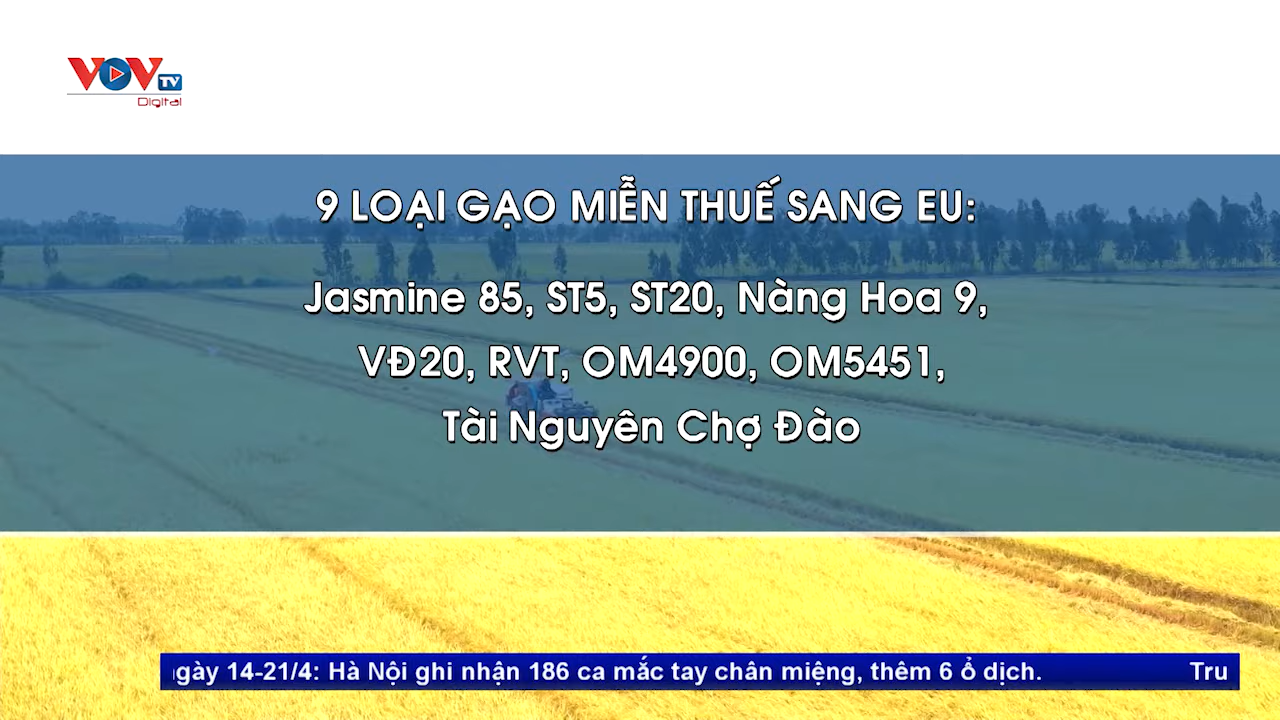 VOV TV
Digital
9 LOẠI GẠO MIỄN THUẾ SANG EU:
Jasmine 85, ST5, ST20, Nàng Hoa 9,
VĐ20, RVT, OM4900, OM5451,
Tài Nguyên Chợ Đào
14-21/4: Hà Nội ghi nhận 186 ca mắc tay chân miệng, thêm 6 ổ dịch. Tru